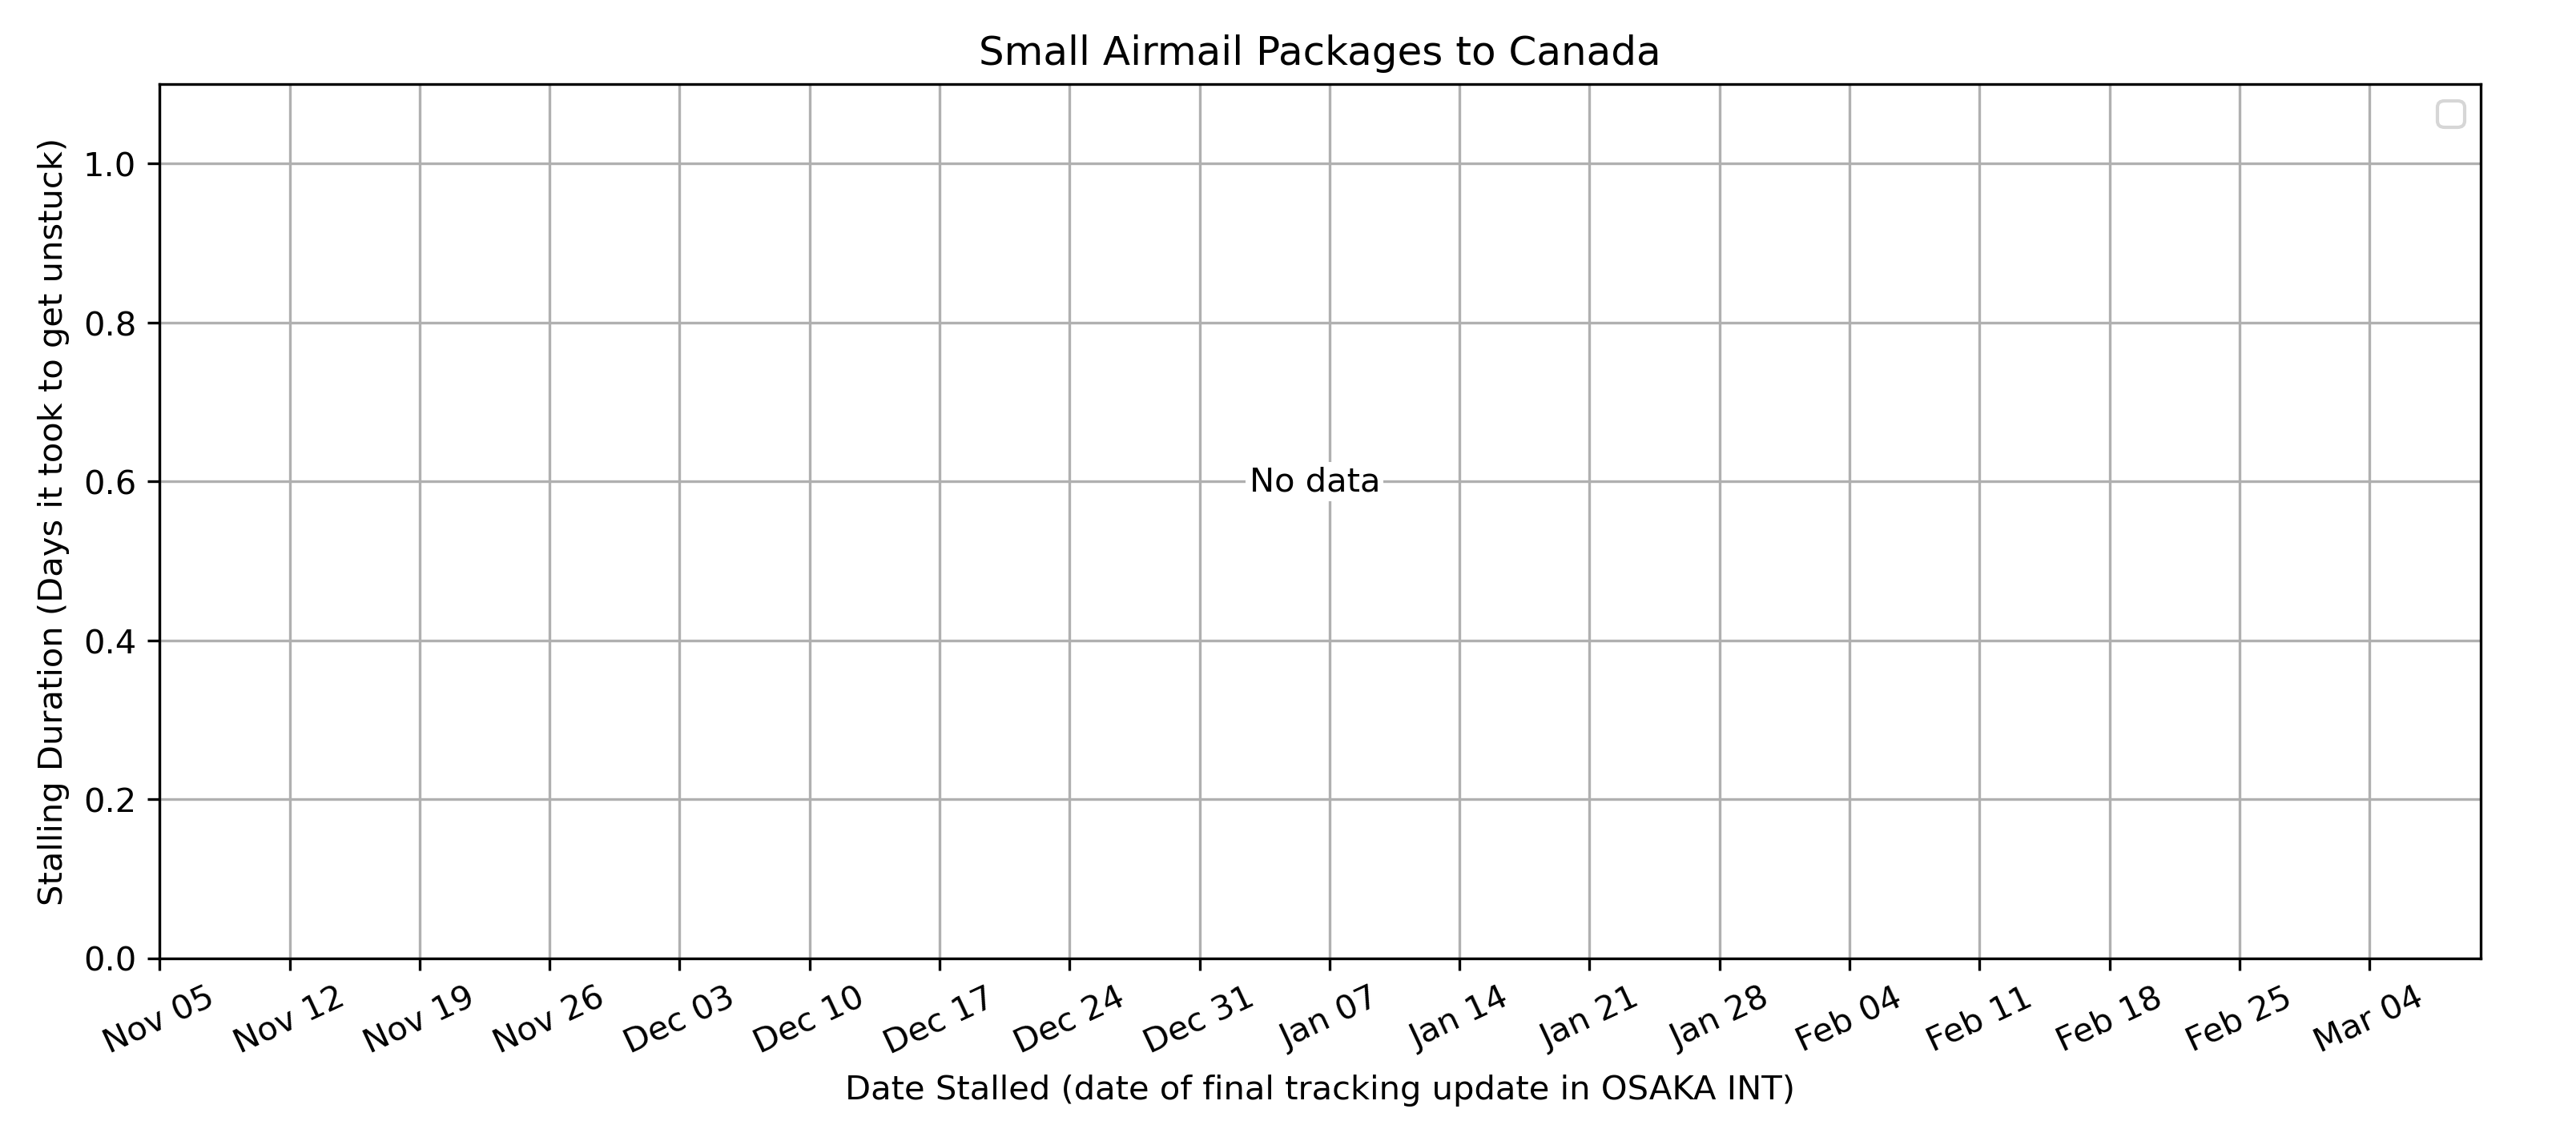 Small Airmail Packages to Canada
Stalling Duration (Days it took to get unstuck)
1.0
0.8
0.6
0.4
0.2
0.0
No data
Nov 05 Nov 12 Nov 19 Nov 26 Dec 03 Dec 10 Dec 17 Dec 24 Dec 31 Jan 07 Jan 14 Jan 21 Jan 28 Feb 04 Feb 11 Feb 18 Feb 25 Mar 04
Date Stalled (date of final tracking update in OSAKA INT)